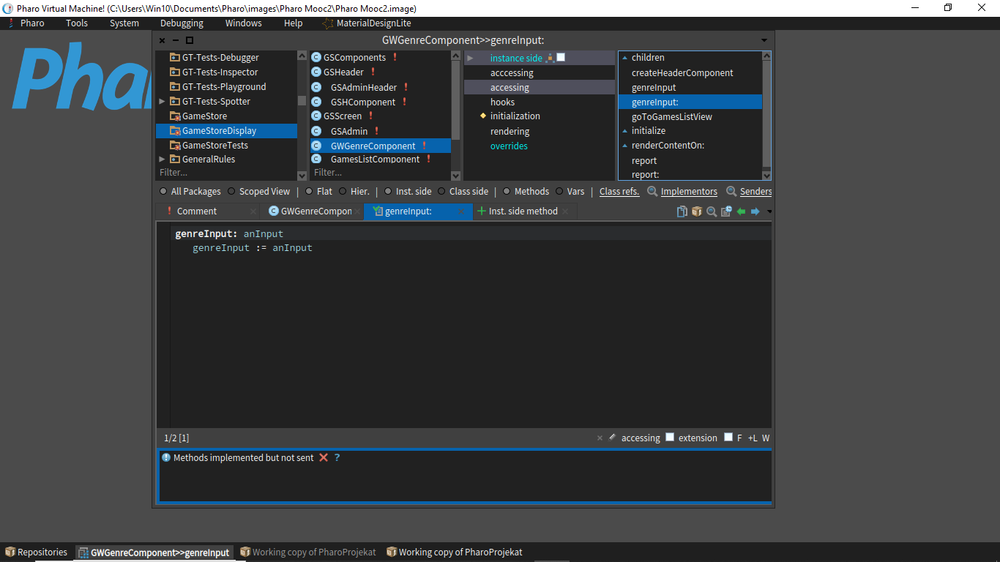 Pharo Virtual Machine! (C:\Users\Win10\Documents\Pharo\images\Pharo Mooc2\Pharo Mooc2.image)
Pharo Tools System Debugging Windows Help MaterialDesignLite
GWGenreComponent>>genreInput:
Phar
GT-Tests-Debugger
GT-Tests-Inspector
GT-Tests-Playground
GT-Tests-Spotter
GameStore
GameStoreDisplay
GameStoreTests
GeneralRules
Filter...
GSComponents
GSHeader
GSAdminHeader
GSHComponent
GSScreen
GSAdmin
GWGenreComponent
GamesListComponent
Filter...
instance side
acccessing
accessing
hooks
initialization
rendering
overrides
children
createHeaderComponent
genreInput
genreInput:
goToGamesListView
initialize
renderContentOn:
report
report:
All Packages Scoped View | Flat Hier. | Inst. side Class side | Methods Vars Class refs. Implementors Senders
Comment GWGenreCompon genreInput: Inst. side method
genreInput: anInput
genreInput := anInput
1/2 [1] accessing extension F +L W
Methods implemented but not sent ?
Repositories GWGenreComponent>>genreInput Working copy of PharoProjekat Working copy of PharoProjekat